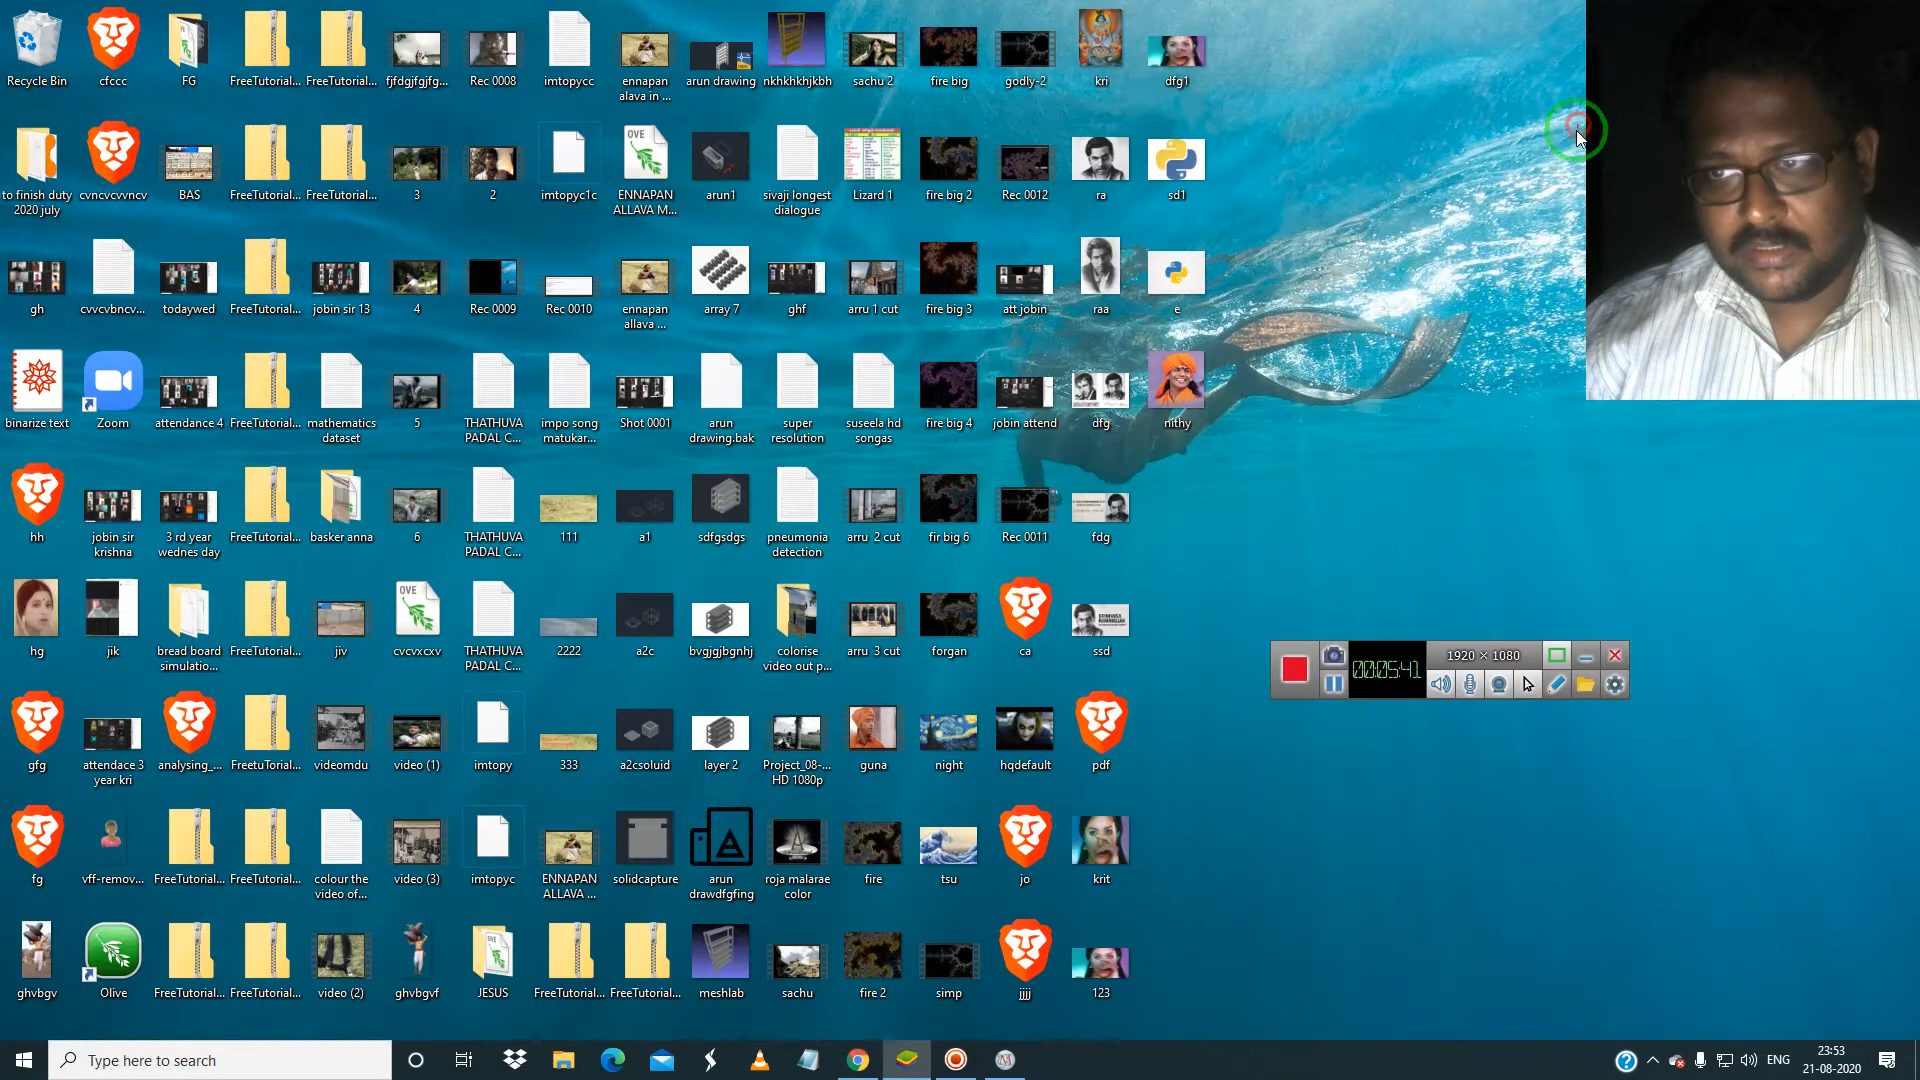 Recycle Bin
cfccc
FG
FreeTutorial...
FreeTutorial...
fjfdgjfgjfg...
Rec 0008
imtopycc
ennapan
alava in ...
arun drawing
nkhkhkhjkbh
sachu 2
fire big
godly-2
kri
dfg1
to finish duty
2020 july
cvncvcvvncv
BAS
FreeTutorial...
FreeTutorial...
3
2
imtopyc1c
OVE
ENNAPAN
ALLAVA M...
arun1
sivaji longest
dialogue
Lizard 1
fire big 2
Rec 0012
ra
sd1
gh
cvvcvbncv...
todaywed
FreeTutorial...
jobin sir 13
4
Rec 0009
Rec 0010
ennapan
allava ...
array 7
ghf
arru 1 cut
fire big 3
att jobin
raa
e
binarize text
Zoom
attendance 4
FreeTutorial...
mathematics
dataset
5
THATHUVA
PADAL C...
impo song
matukar...
Shot 0001
arun
drawing.bak
super
resolution
suseela hd
songas
fire big 4
jobin attend
dfg
nithy
hh
jobin sir
krishna
3 rd year
wednes day
FreeTutorial...
basker anna
6
THATHUVA
PADAL C...
111
a1
sdfgsdgs
pneumonia
detection
arru 2 cut
fir big 6
Rec 0011
fdg
hg
jik
bread board
simulatio...
FreeTutorial...
jiv
OVE
cvcvxcxv
THATHUVA
PADAL C...
2222
a2c
bvgjgjbgnhj
colorise
video out p...
arru 3 cut
forgan
ca
ssd
00:05:41
1920 × 1080
gfg
attendace 3
year kri
analysing_...
FreetuTorial...
videomdu
video (1)
imtopy
333
a2csoluid
layer 2
Project_08-...
HD 1080p
guna
night
hqdefault
pdf
fg
vff-remov...
FreeTutorial...
FreeTutorial...
colour the
video of...
video (3)
imtopyc
ENNAPAN
ALLAVA ...
solidcapture
arun
drawdfgfing
roja malarae
color
fire
tsu
jo
krit
ghvbgv
Olive
FreeTutorial...
FreeTutorial...
video (2)
ghvbgvf
OVE
JESUS
FreeTutorial...
FreeTutorial...
meshlab
sachu
fire 2
simp
jjjj
123
Type here to search
ENG
23:53
21-08-2020